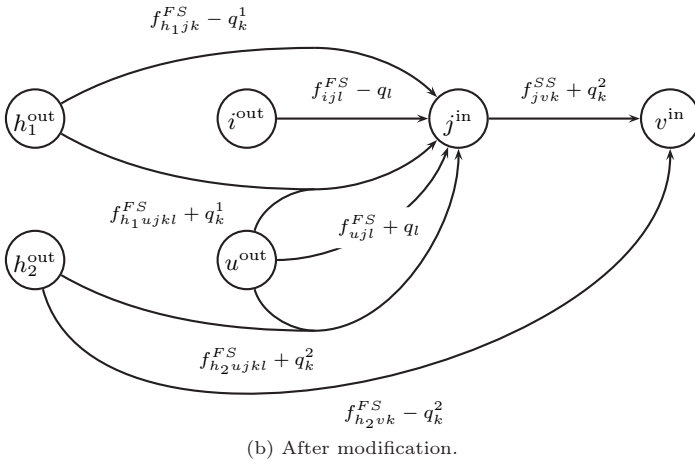 f^{FS}_{h_1jk} − q^1_k
f^{FS}_{ijl} − q_l
f^{SS}_{jvk} + q^2_k
h^{out}_1
i^{out}
j^{in}
v^{in}
f^{FS}_{h_1ujkl} + q^1_k
f^{FS}_{ujl} + q_l
h^{out}_2
u^{out}
f^{FS}_{h_2ujkl} + q^2_k
f^{FS}_{h_2vk} − q^2_k
(b) After modification.